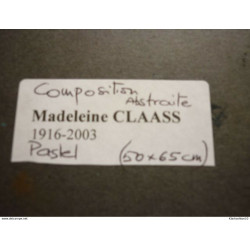 Composition Abstraite
Madeleine CLAASS
1916-2003
Pastel (50x65cm)